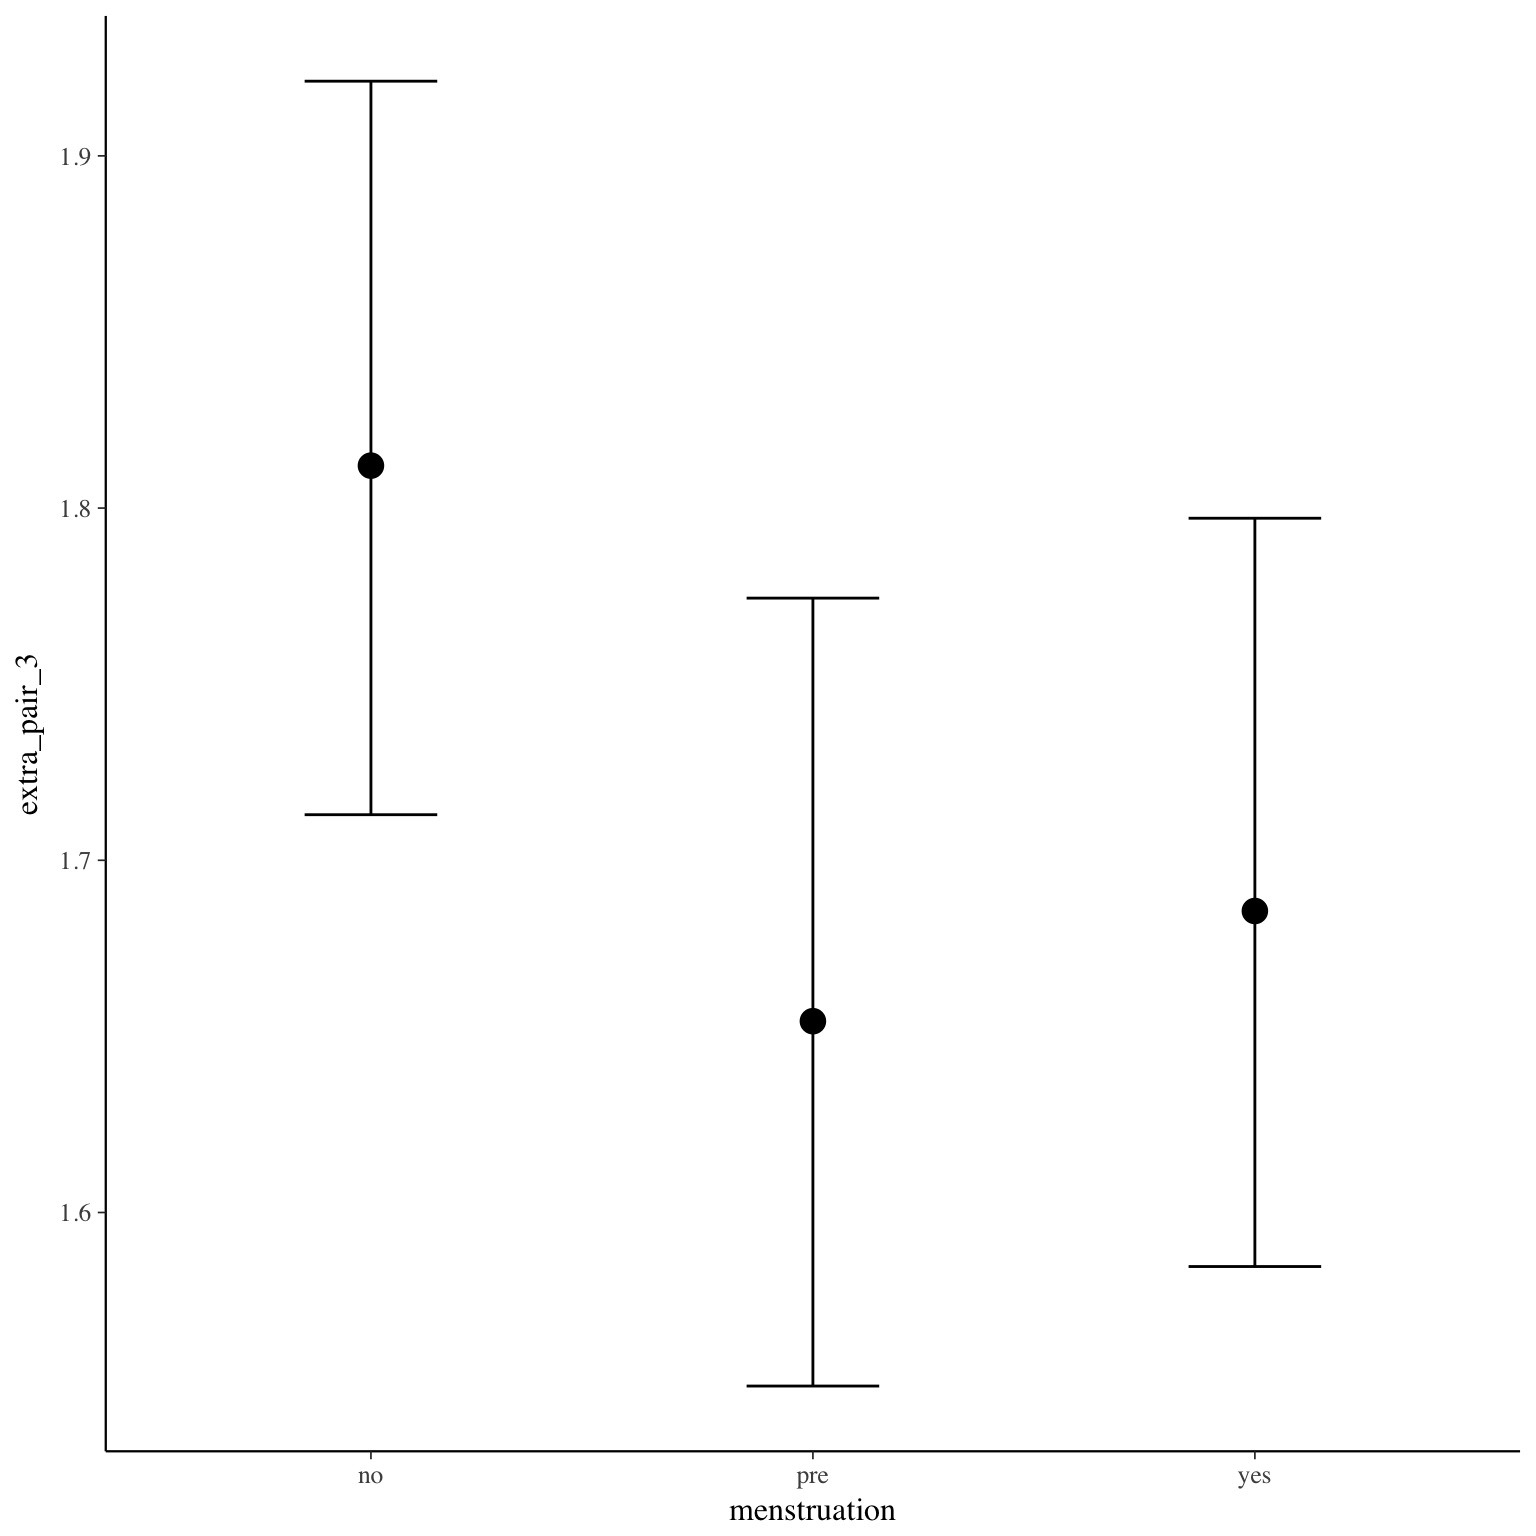 1.9
1.8
1.7
1.6
extra_pair_3
no
pre
yes
menstruation